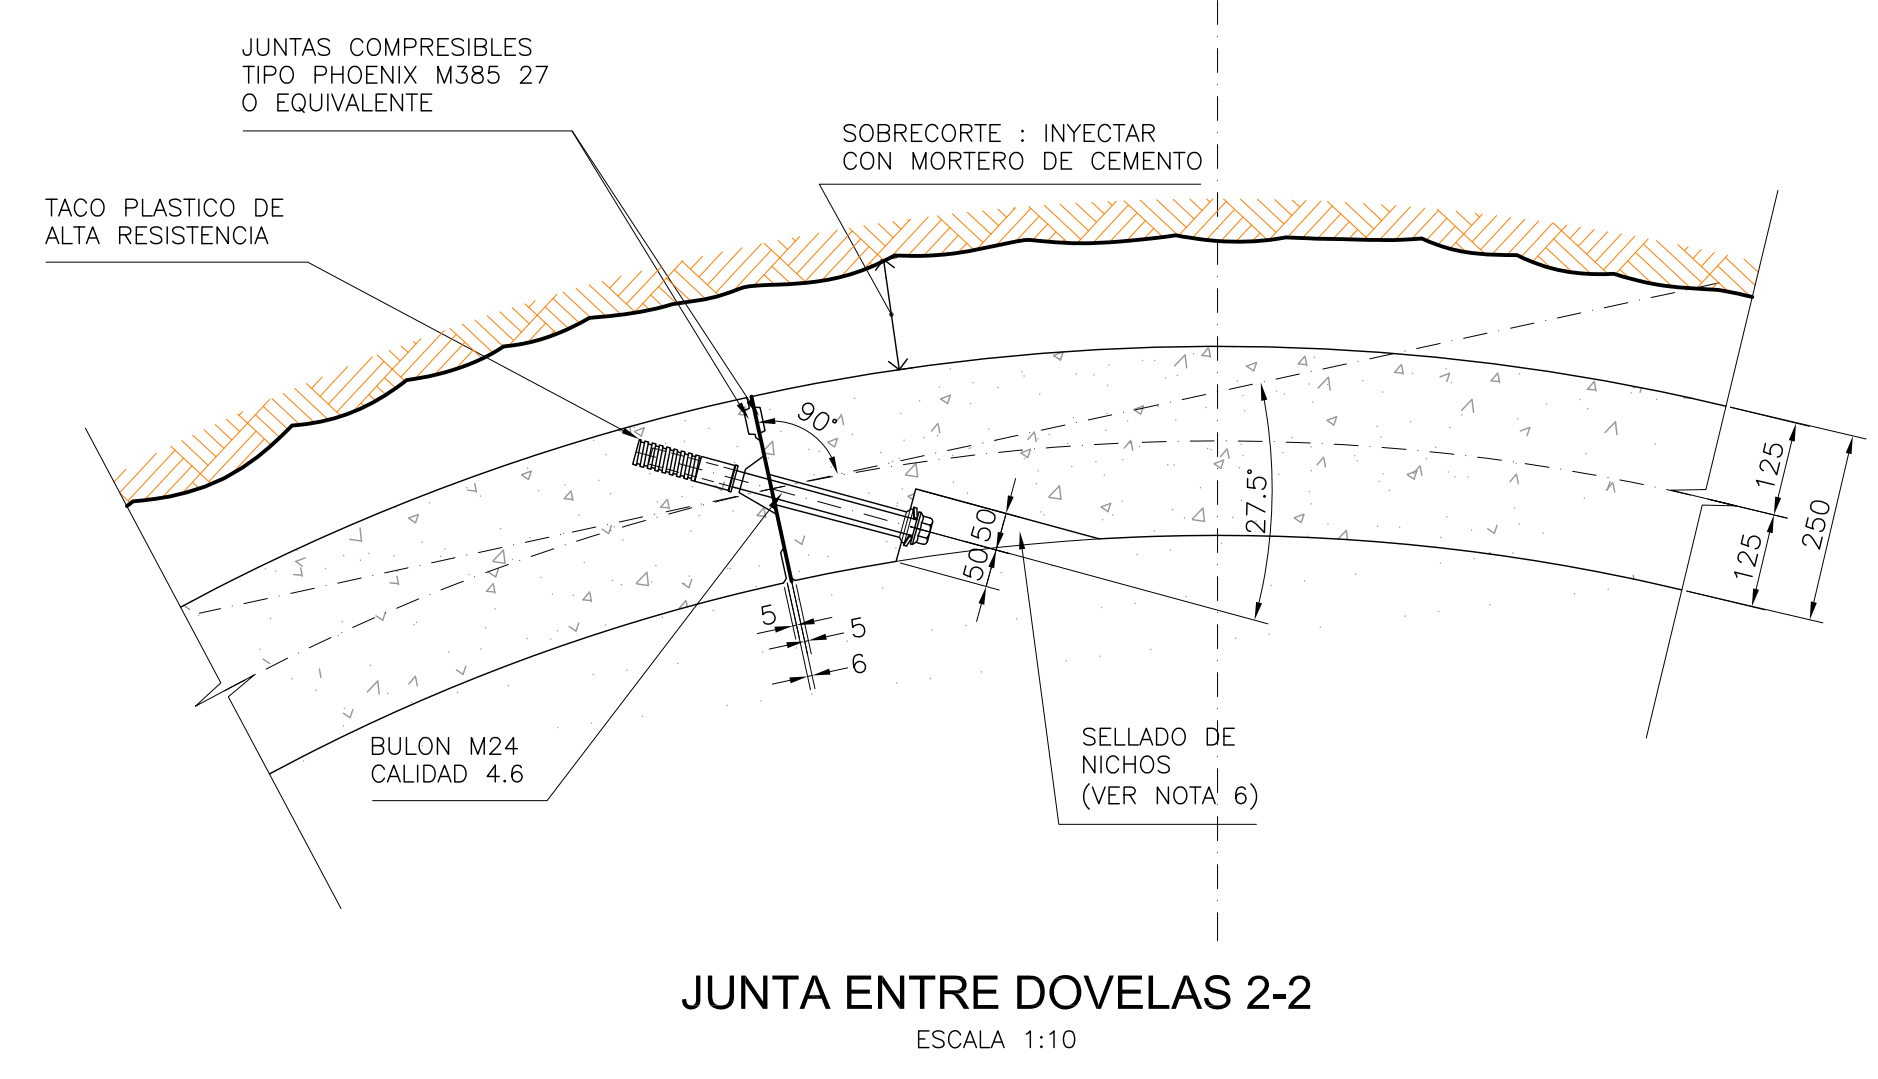 JUNTAS COMPRESIBLES
TIPO PHOENIX M385 27
O EQUIVALENTE
SOBRECORTE : INYECTAR
CON MORTERO DE CEMENTO
TACO PLASTICO DE
ALTA RESISTENCIA
90°
27.5°
125
125
250
50
50
5
5
6
BULON M24
CALIDAD 4.6
SELLADO DE
NICHOS
(VER NOTA 6)
JUNTA ENTRE DOVELAS 2-2
ESCALA 1:10